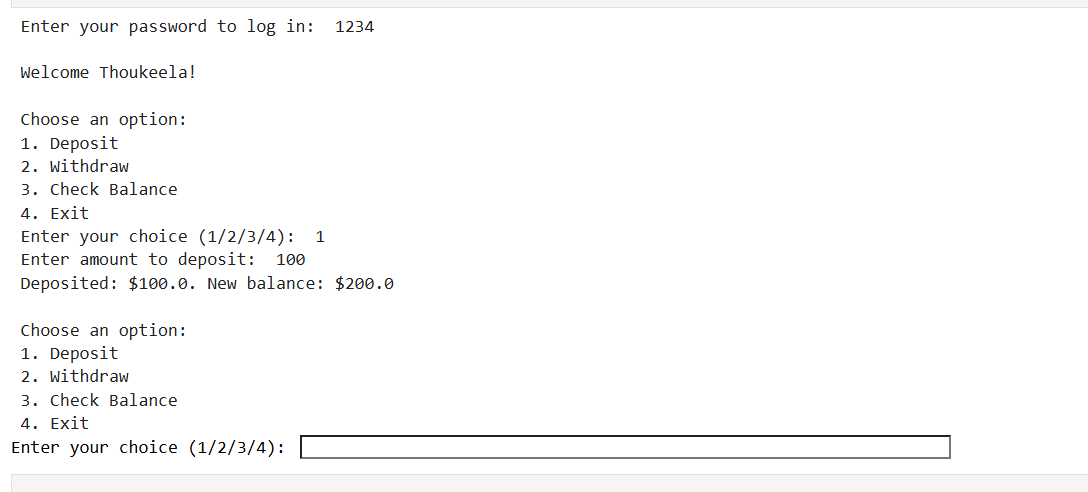 Enter your password to log in:  1234
Welcome Thoukeela!
Choose an option:
1. Deposit
2. Withdraw
3. Check Balance
4. Exit
Enter your choice (1/2/3/4):  1
Enter amount to deposit:  100
Deposited: $100.0. New balance: $200.0
Choose an option:
1. Deposit
2. Withdraw
3. Check Balance
4. Exit
Enter your choice (1/2/3/4):